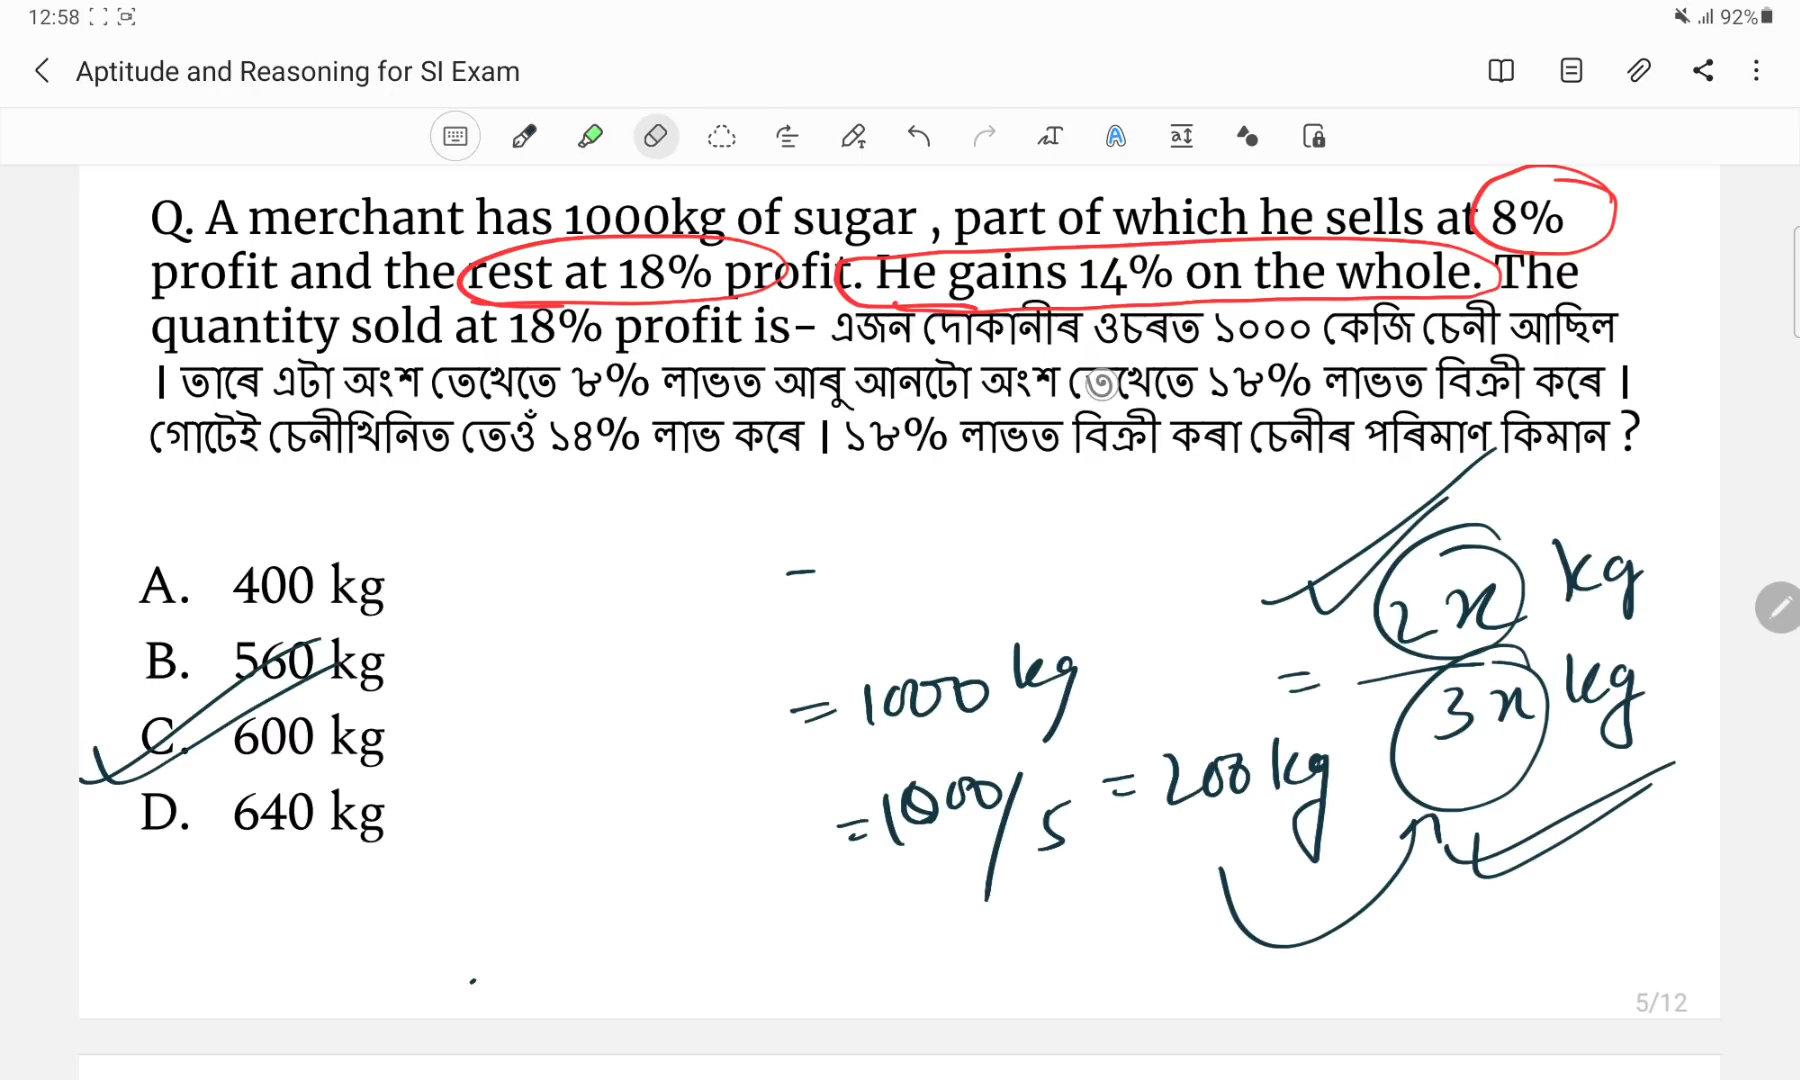 12:58
92%
Aptitude and Reasoning for SI Exam
Q. A merchant has 1000kg of sugar , part of which he sells at 8%
profit and the rest at 18% profit. He gains 14% on the whole. The
quantity sold at 18% profit is- এজন দোকানীৰ ওচৰত ১০০০ কেজি চেনী আছিল
। তাৰে এটা অংশ তেখেতে ৮% লাভত আৰু আনটো অংশ তেখেতে ১৮% লাভত বিক্ৰী কৰে ।
গোটেই চেনীখিনিত তেওঁ ১৪% লাভ কৰে । ১৮% লাভত বিক্ৰী কৰা চেনীৰ পৰিমাণ কিমান ?
A. 400 kg
B. 560 kg
C. 600 kg
D. 640 kg
= 1000 kg
= 1000/5 = 200 kg
2x kg
= 3x kg
5/12